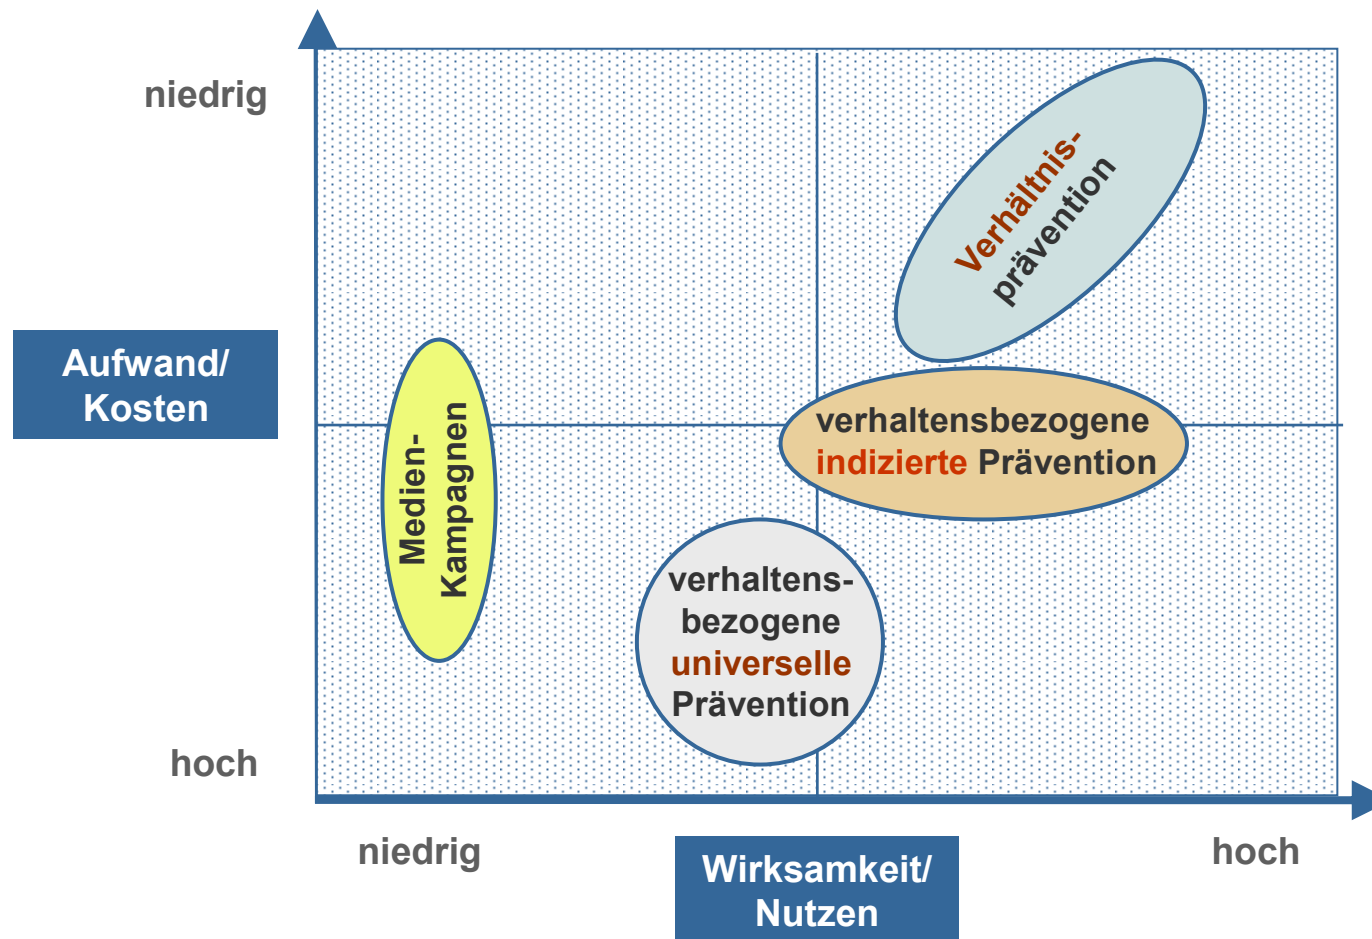 niedrig
Verhältnis-
prävention
Aufwand/
Kosten
Medien-
Kampagnen
verhaltensbezogene
indizierte Prävention
verhaltens-
bezogene
universelle
Prävention
hoch
niedrig
hoch
Wirksamkeit/
Nutzen